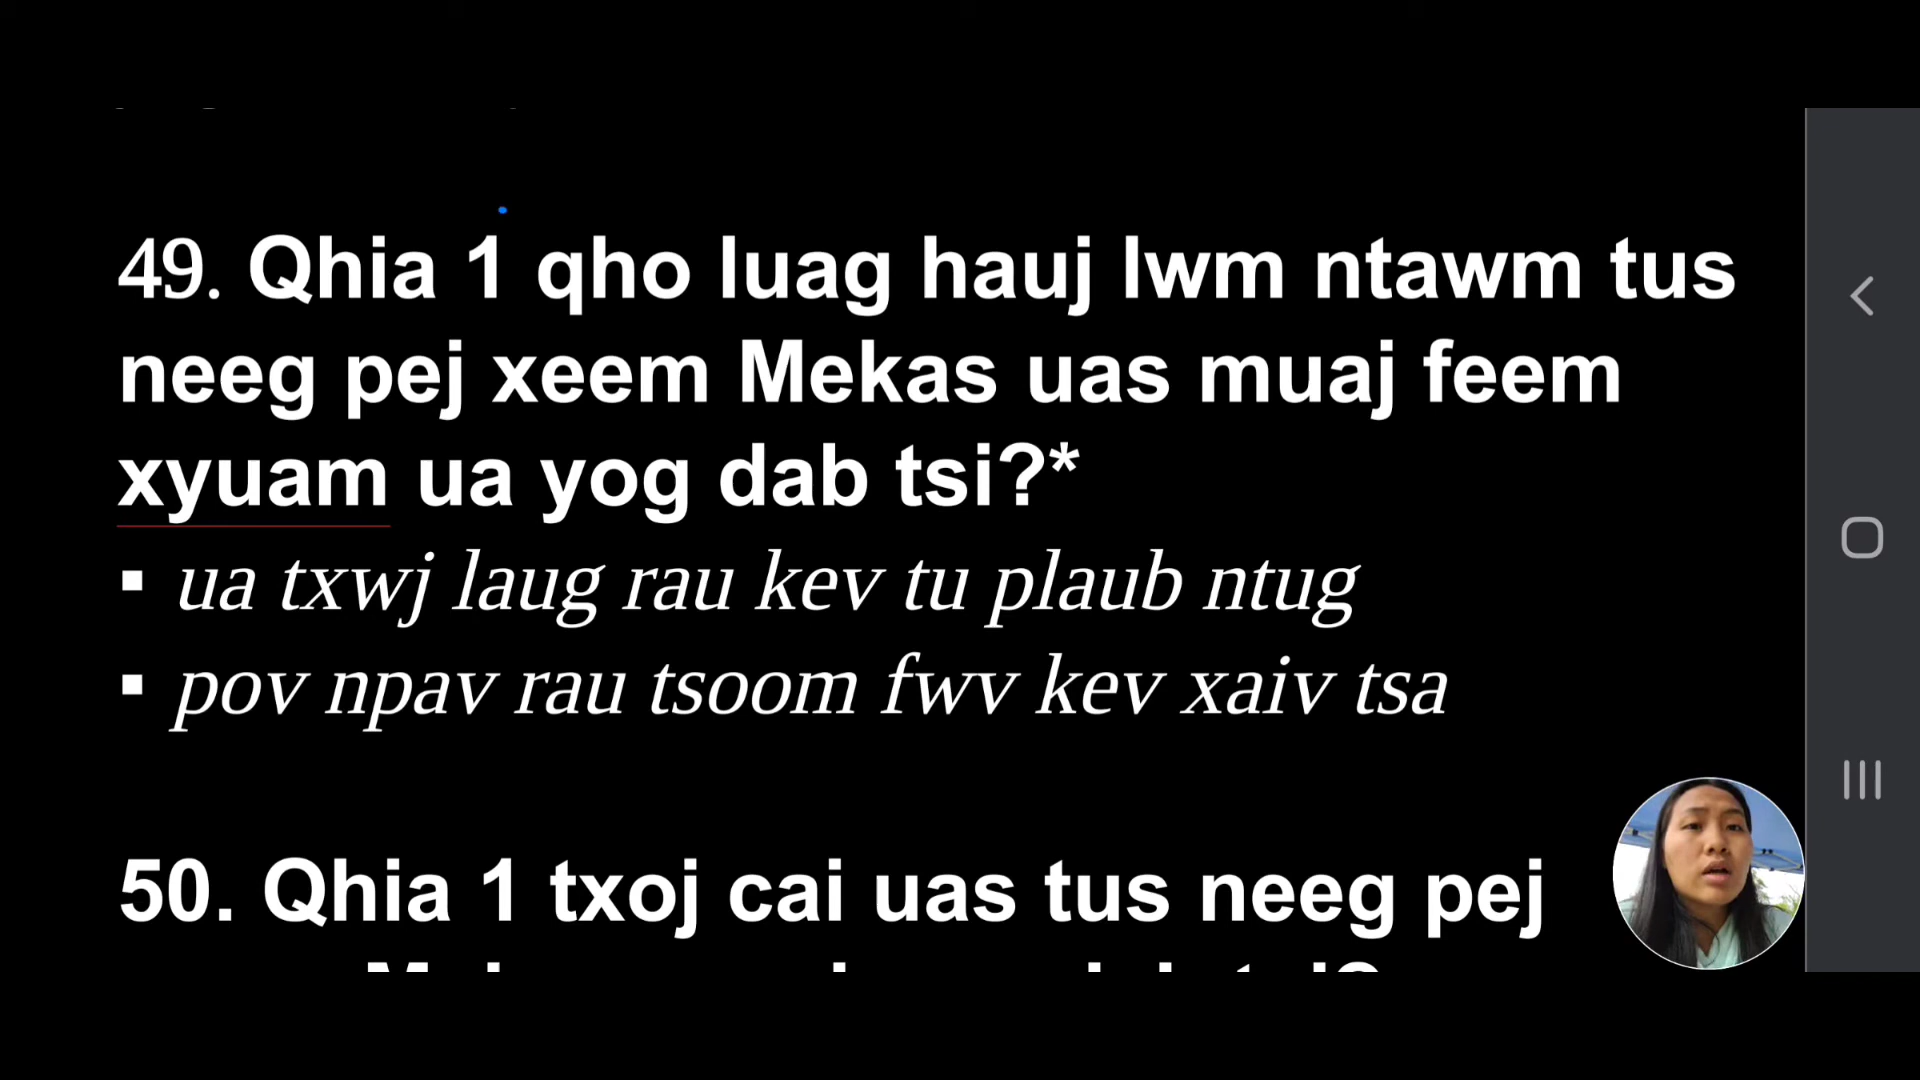 49. Qhia 1 qho luag hauj lwm ntawm tus
neeg pej xeem Mekas uas muaj feem
xyuam ua yog dab tsi?*
▪ ua txwj laug rau kev tu plaub ntug
▪ pov npav rau tsoom fwv kev xaiv tsa
50. Qhia 1 txoj cai uas tus neeg pej